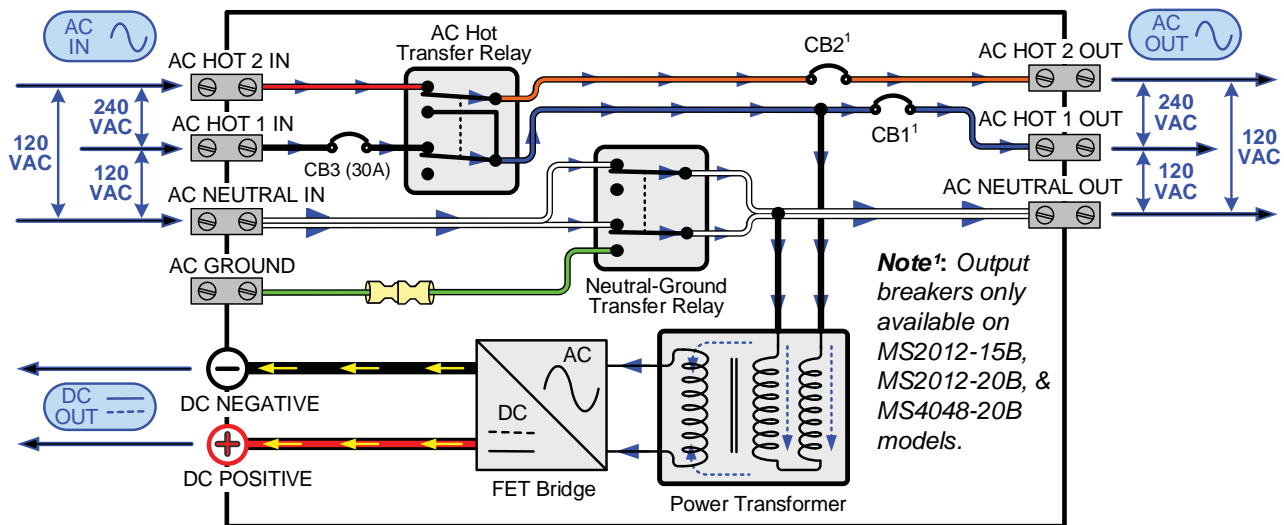 AC
IN
AC Hot
Transfer Relay
CB2¹
AC
OUT
AC HOT 2 IN
AC HOT 2 OUT
240
VAC
120
VAC
120
VAC
AC HOT 1 IN
CB3 (30A)
CB1¹
AC HOT 1 OUT
240
VAC
120
VAC
120
VAC
AC NEUTRAL IN
AC NEUTRAL OUT
AC GROUND
Neutral-Ground
Transfer Relay
Note¹: Output
breakers only
available on
MS2012-15B,
MS2012-20B, &
MS4048-20B
models.
DC NEGATIVE
DC
OUT
DC POSITIVE
AC
DC
FET Bridge
Power Transformer